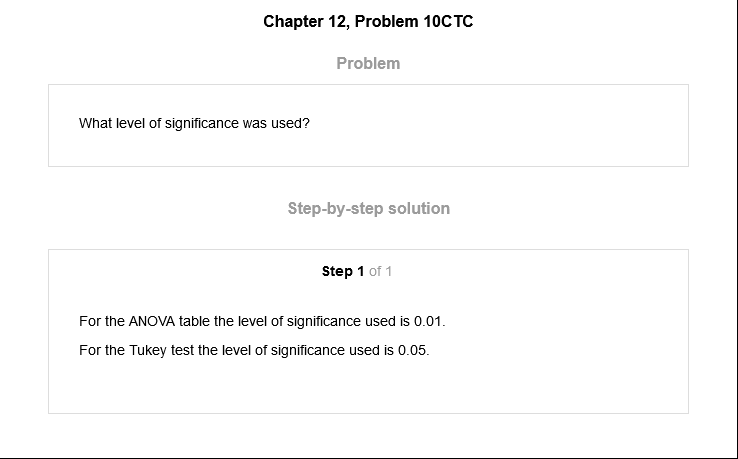 Chapter 12, Problem 10CTC
Problem
What level of significance was used?
Step-by-step solution
Step 1 of 1
For the ANOVA table the level of significance used is 0.01.
For the Tukey test the level of significance used is 0.05.